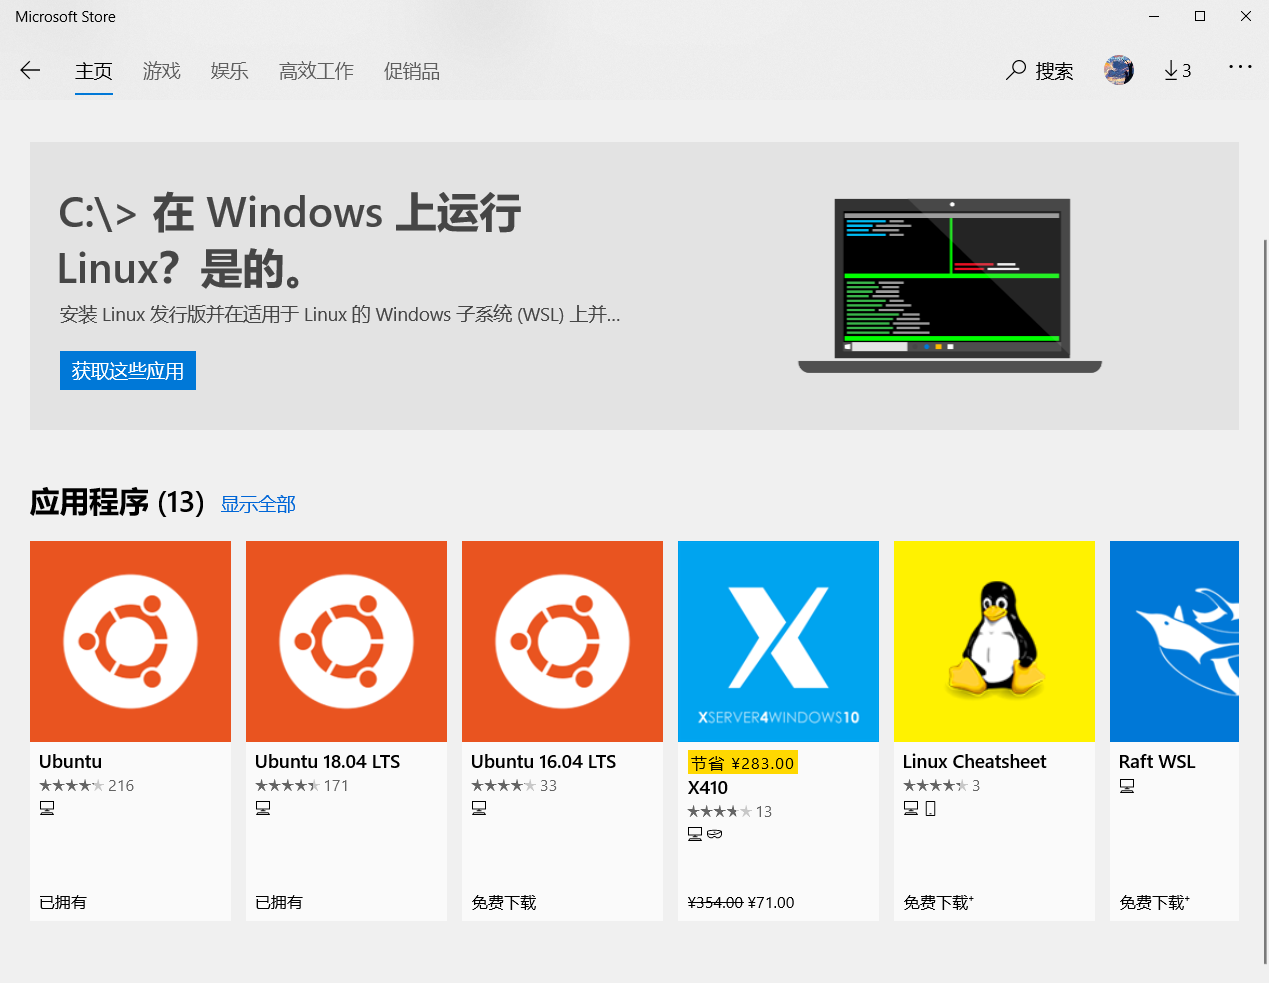 Microsoft Store
主页 游戏 娱乐 高效工作 促销品 搜索 3
C:\> 在 Windows 上运行
Linux？是的。
安装 Linux 发行版并在适用于 Linux 的 Windows 子系统 (WSL) 上并...
获取这些应用
应用程序 (13) 显示全部
XSERVER4WINDOWS10
Ubuntu
216
已拥有
Ubuntu 18.04 LTS
171
已拥有
Ubuntu 16.04 LTS
33
免费下载
节省 ¥283.00
X410
13
¥354.00 ¥71.00
Linux Cheatsheet
3
免费下载+
Raft WSL
免费下载+